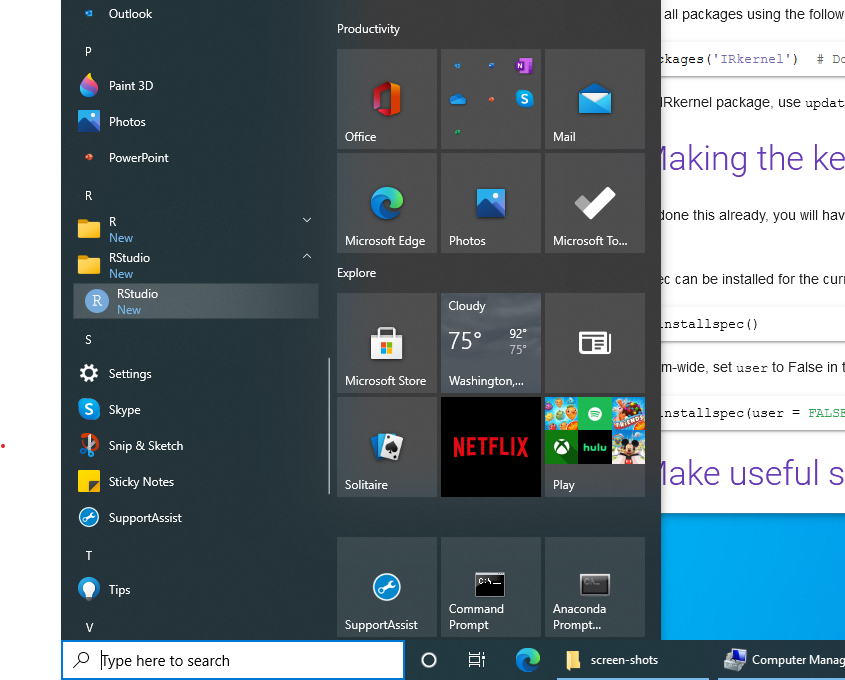 Outlook
P
Paint 3D
Photos
PowerPoint
R
R
New
RStudio
New
R
RStudio
New
S
Settings
Skype
Snip & Sketch
Sticky Notes
SupportAssist
T
Tips
V
Productivity
Office
Mail
Microsoft Edge
Photos
Microsoft To...
Explore
Microsoft Store
Cloudy
75° 92°
75°
Washington,...
Solitaire
NETFLIX
hulu
Play
SupportAssist
Command
Prompt
Anaconda
Prompt...
all packages using the follow
ckages('IRkernel') # Do
IRkernel package, use updat
Making the ke
done this already, you will hav
ec can be installed for the curr
installspec()
m-wide, set user to False in t
installspec(user = FALSE
Make useful s
Type here to search
screen-shots
Computer Manag